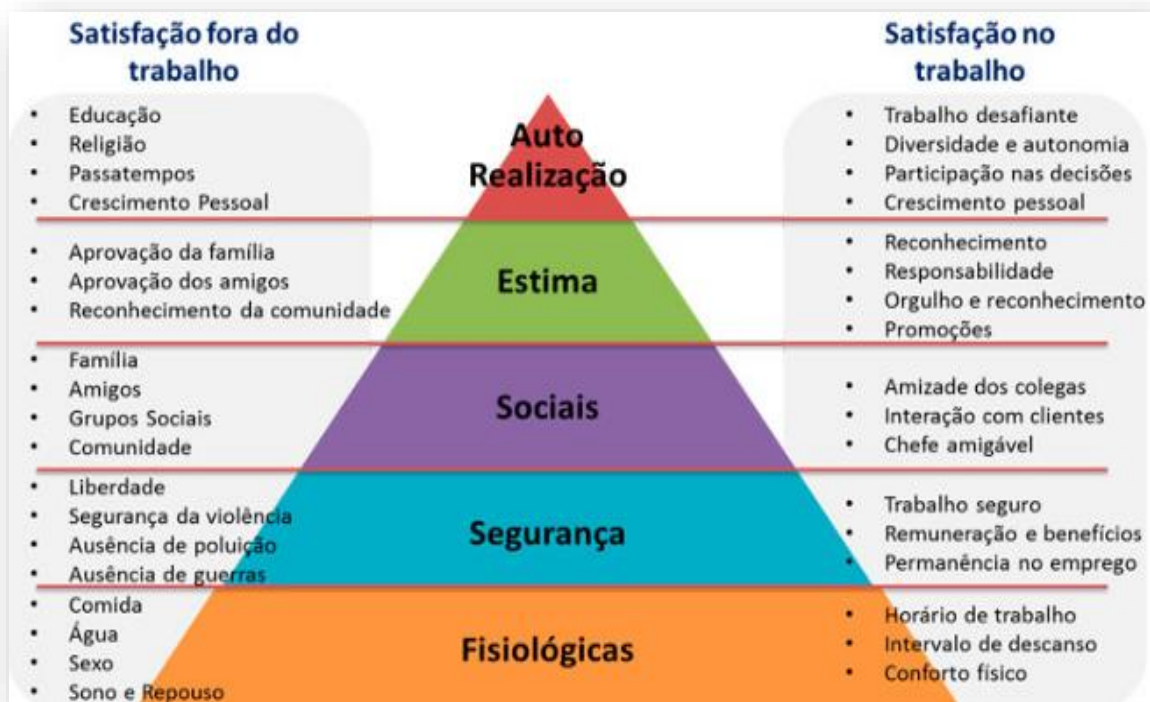 Satisfação fora do
trabalho
• Educação
• Religião
• Passatempos
• Crescimento Pessoal
• Aprovação da família
• Aprovação dos amigos
• Reconhecimento da comunidade
• Família
• Amigos
• Grupos Sociais
• Comunidade
• Liberdade
• Segurança da violência
• Ausência de poluição
• Ausência de guerras
• Comida
• Água
• Sexo
• Sono e Repouso
Auto
Realização
Estima
Sociais
Segurança
Fisiológicas
Satisfação no
trabalho
• Trabalho desafiante
• Diversidade e autonomia
• Participação nas decisões
• Crescimento pessoal
• Reconhecimento
• Responsabilidade
• Orgulho e reconhecimento
• Promoções
• Amizade dos colegas
• Interação com clientes
• Chefe amigável
• Trabalho seguro
• Remuneração e benefícios
• Permanência no emprego
• Horário de trabalho
• Intervalo de descanso
• Conforto físico